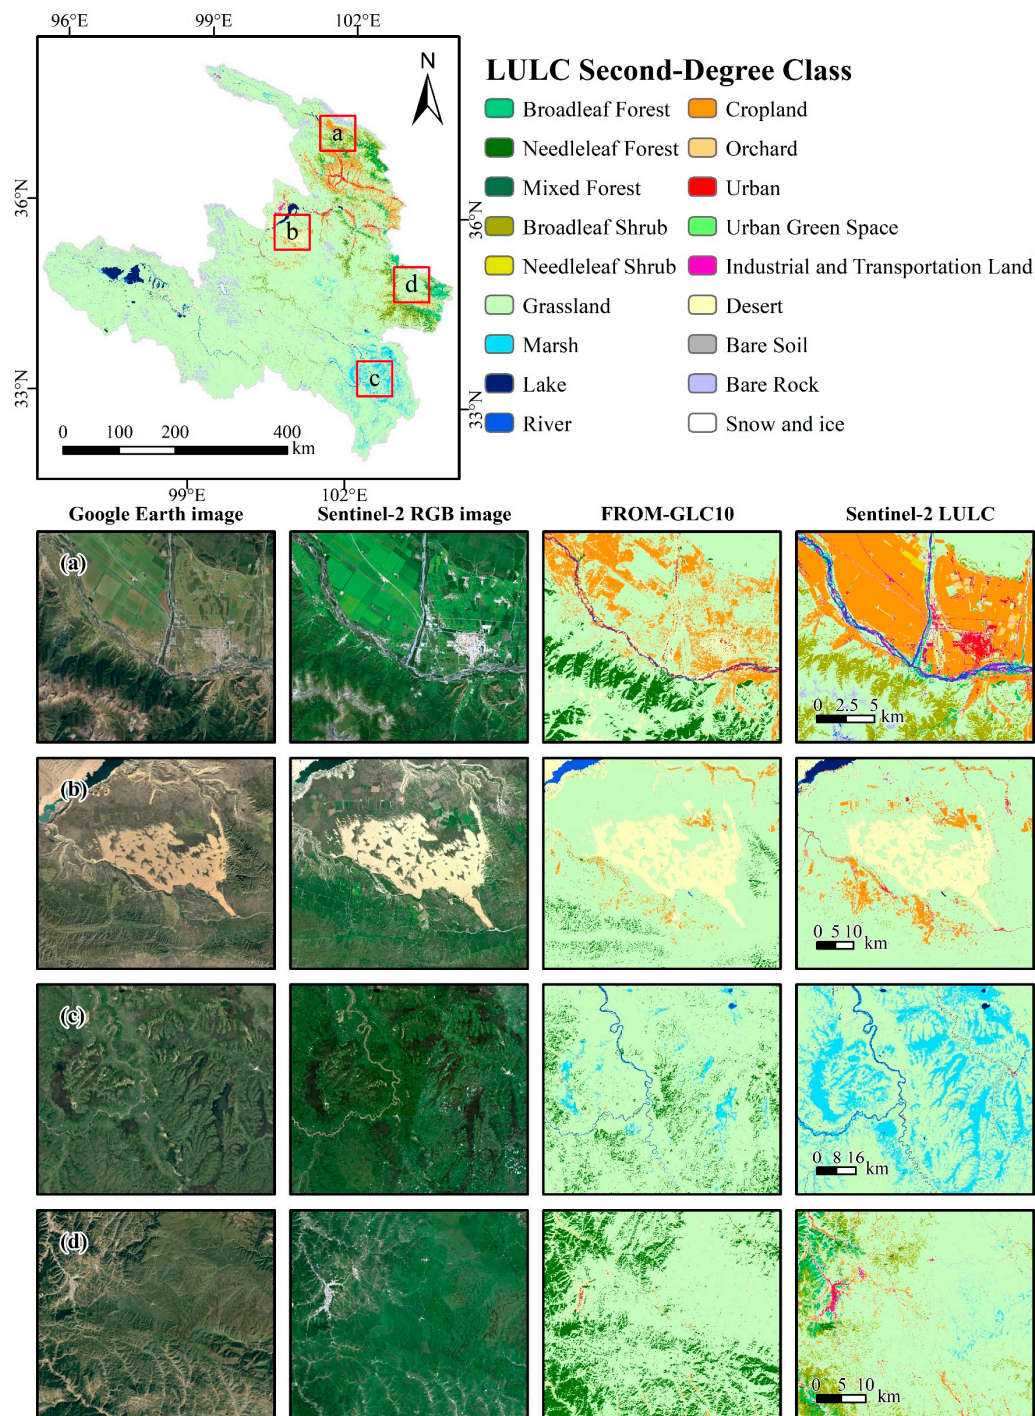 96°E 99°E 102°E
N
36°N
36°N
33°N
33°N
a
b
d
c
0 100 200 400
km
99°E 102°E
LULC Second-Degree Class
Broadleaf Forest
Needleleaf Forest
Mixed Forest
Broadleaf Shrub
Needleleaf Shrub
Grassland
Marsh
Lake
River
Cropland
Orchard
Urban
Urban Green Space
Industrial and Transportation Land
Desert
Bare Soil
Bare Rock
Snow and ice
Google Earth image Sentinel-2 RGB image FROM-GLC10 Sentinel-2 LULC
(a)
0 2.5 5
km
(b)
0 5 10
km
(c)
0 8 16
km
(d)
0 5 10
km